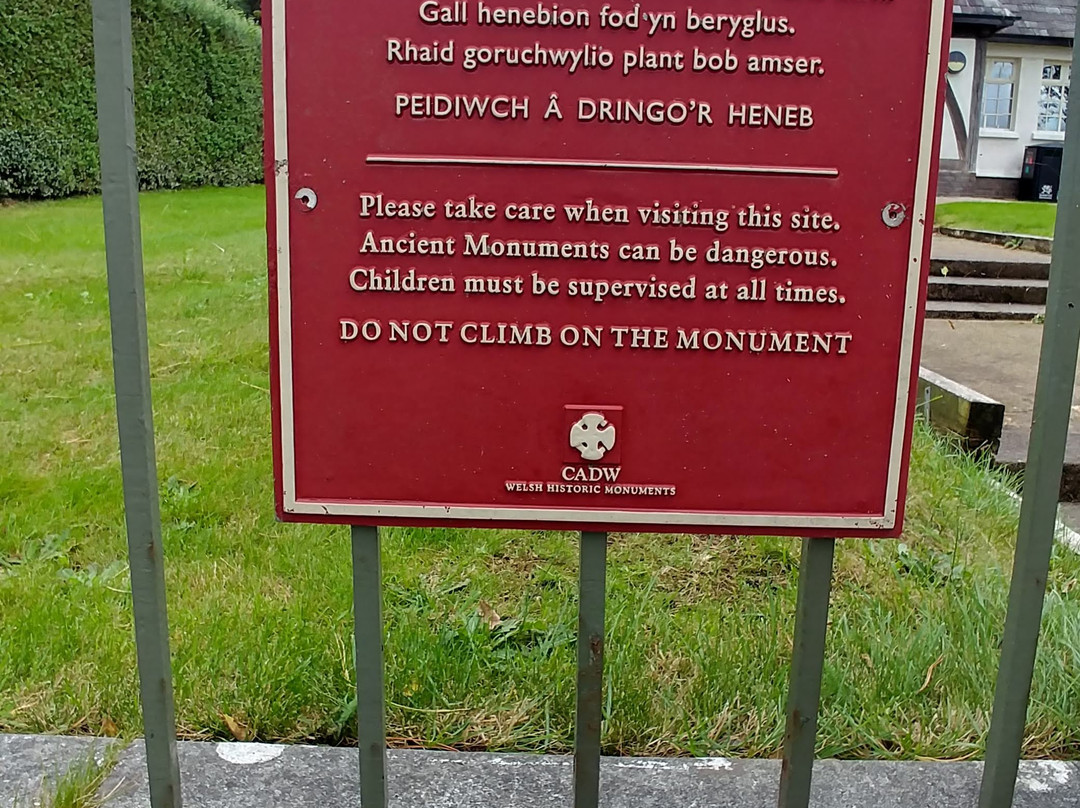 Gall henebion fod yn beryglus.
Rhaid goruchwylio plant bob amser.
PEIDIWCH Â DRINGO'R HENEB
Please take care when visiting this site.
Ancient Monuments can be dangerous.
Children must be supervised at all times.
DO NOT CLIMB ON THE MONUMENT
CADW
WELSH HISTORIC MONUMENTS